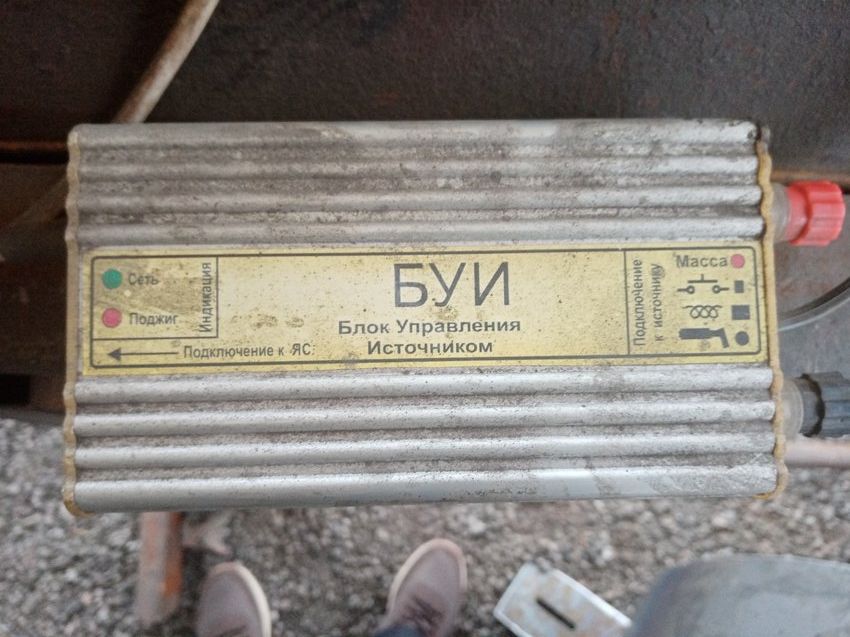 Сеть
Поджиг
Индикация
Подключение к ЯС:
БУИ
Блок Управления
Источником
Подключение
к источнику
Масса